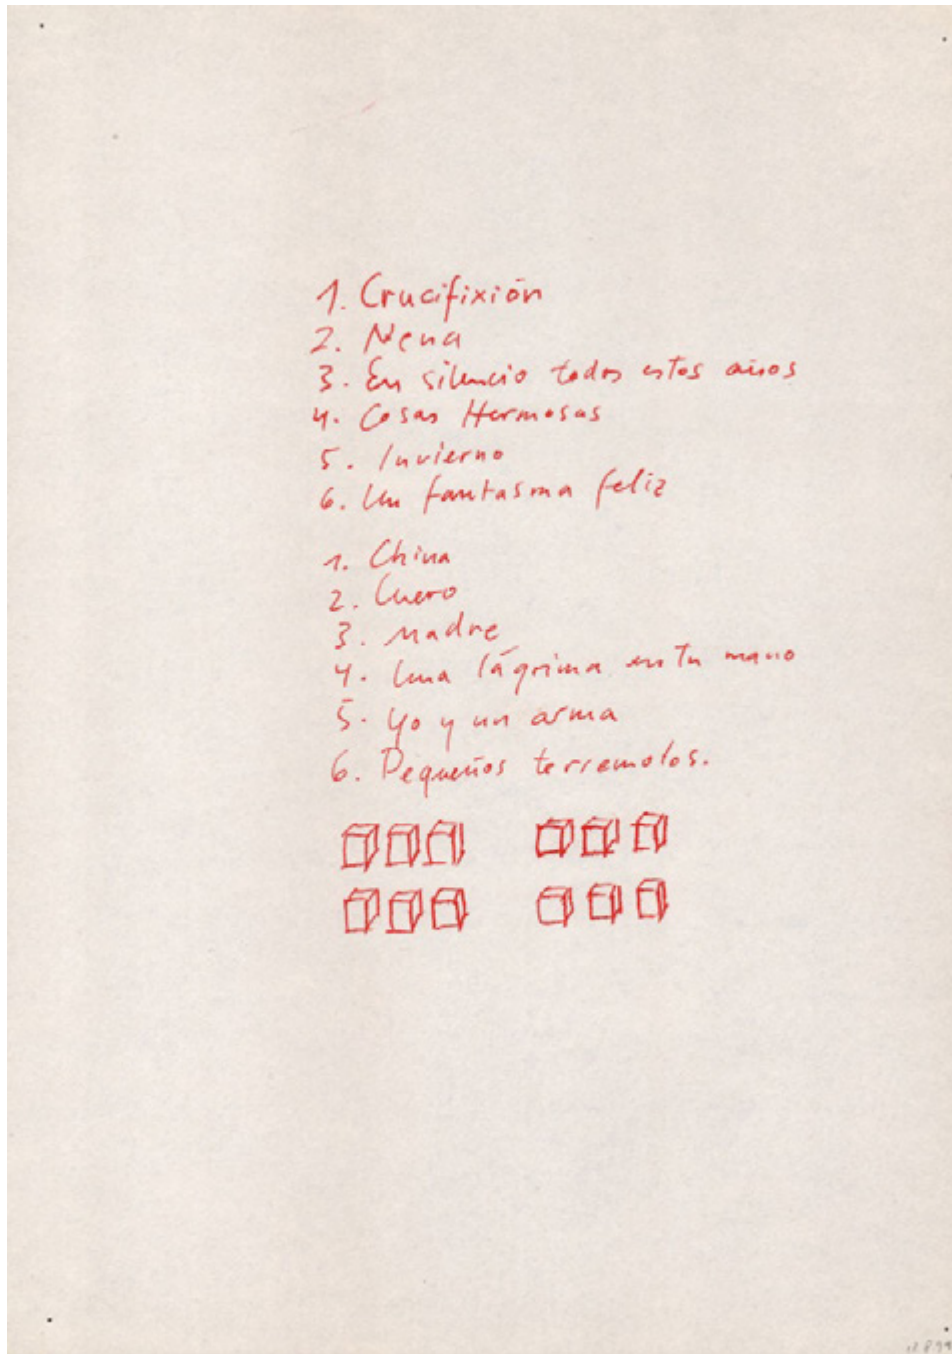 1. Crucifixión
2. Nena
3. En silencio todos estos años
4. Cosas Hermosas
5. Invierno
6. Un fantasma feliz
1. China
2. Cuero
3. Madre
4. Una lágrima en tu mano
5. Yo y un arma
6. Pequeños terremotos.